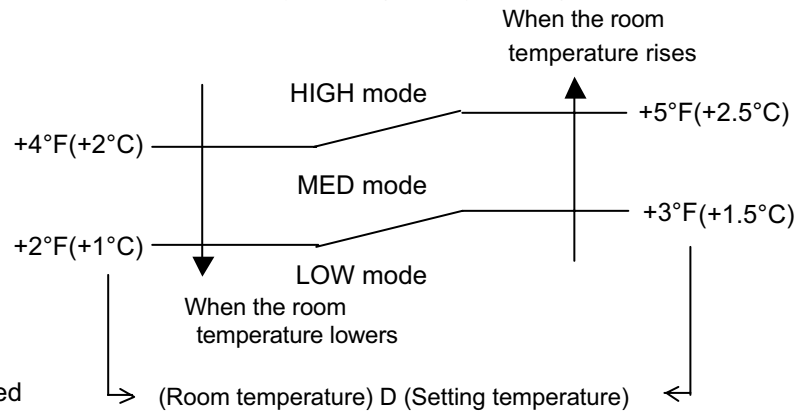 When the room
temperature rises
HIGH mode
+5°F(+2.5°C)
+4°F(+2°C)
MED mode
+3°F(+1.5°C)
+2°F(+1°C)
LOW mode
When the room
temperature lowers
ed
(Room temperature) D (Setting temperature)